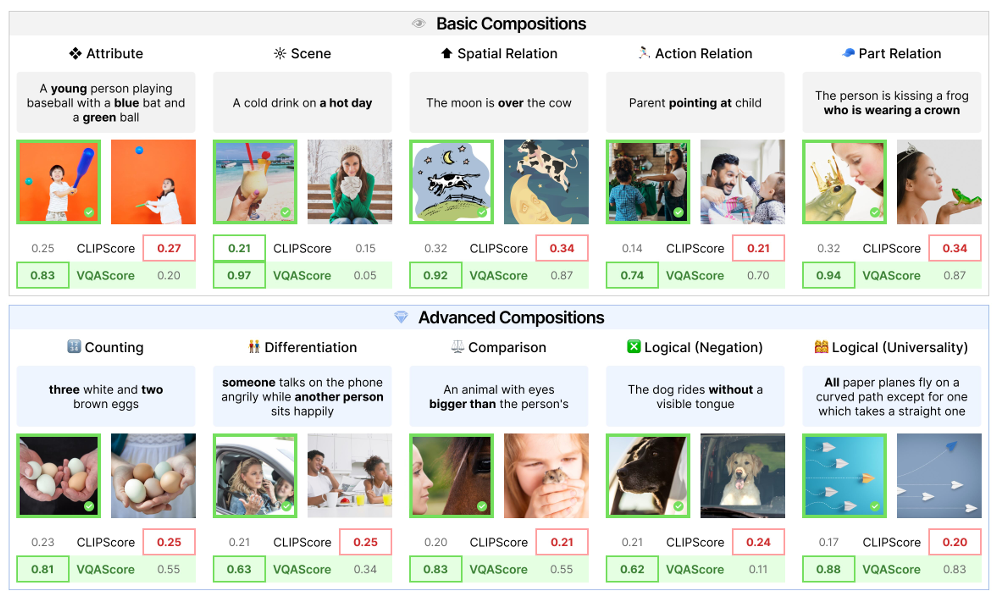 Basic Compositions
Attribute
Scene
Spatial Relation
Action Relation
Part Relation
A young person playing
baseball with a blue bat and
a green ball
A cold drink on a hot day
The moon is over the cow
Parent pointing at child
The person is kissing a frog
who is wearing a crown
0.25 CLIPScore 0.27
0.83 VQAScore 0.20
0.21 CLIPScore 0.15
0.97 VQAScore 0.05
0.32 CLIPScore 0.34
0.92 VQAScore 0.87
0.14 CLIPScore 0.21
0.74 VQAScore 0.70
0.32 CLIPScore 0.34
0.94 VQAScore 0.87
Advanced Compositions
Counting
Differentiation
Comparison
Logical (Negation)
Logical (Universality)
three white and two
brown eggs
someone talks on the phone
angrily while another person
sits happily
An animal with eyes
bigger than the person's
The dog rides without a
visible tongue
All paper planes fly on a
curved path except for one
which takes a straight one
0.23 CLIPScore 0.25
0.81 VQAScore 0.55
0.21 CLIPScore 0.25
0.63 VQAScore 0.34
0.20 CLIPScore 0.21
0.83 VQAScore 0.55
0.21 CLIPScore 0.24
0.62 VQAScore 0.11
0.17 CLIPScore 0.20
0.88 VQAScore 0.83